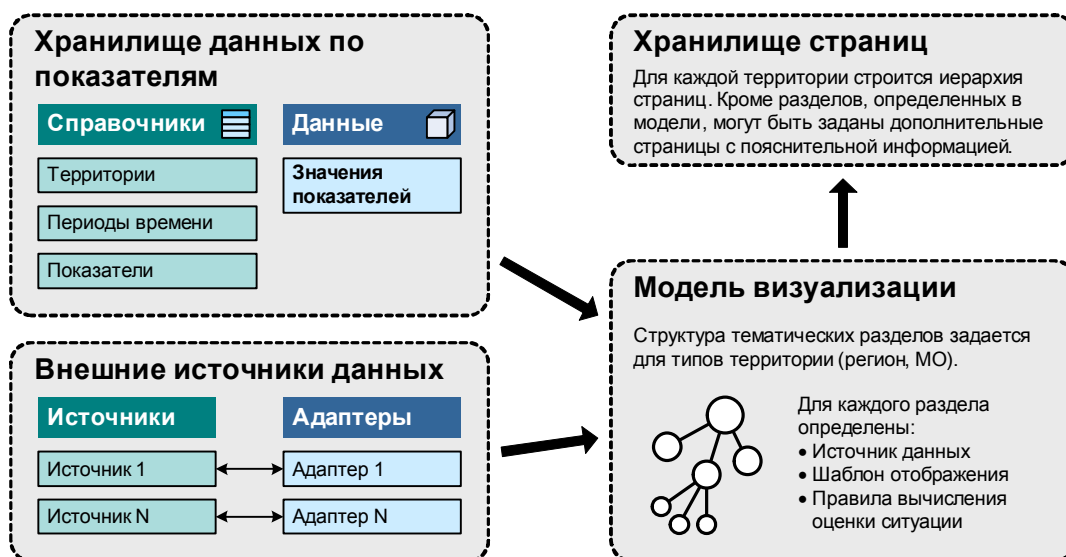 Хранилище данных по
показателям
Справочники
Данные
Территории
Периоды времени
Показатели
Значения
показателей
Внешние источники данных
Источники
Адаптеры
Источник 1
Адаптер 1
Источник N
Адаптер N
Хранилище страниц
Для каждой территории строится иерархия
страниц. Кроме разделов, определенных в
модели, могут быть заданы дополнительные
страницы с пояснительной информацией.
Модель визуализации
Структура тематических разделов задается
для типов территории (регион, МО).
Для каждого раздела
определены:
• Источник данных
• Шаблон отображения
• Правила вычисления
оценки ситуации